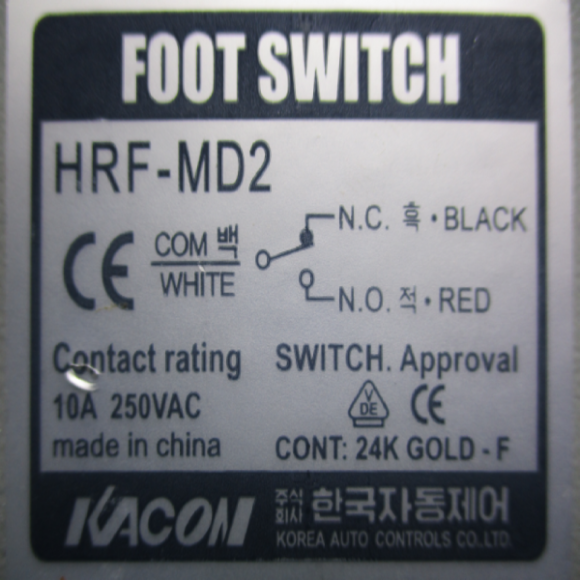 FOOT SWITCH
HRF-MD2
N.C. 흑 · BLACK
COM 백
WHITE
N.O. 적 · RED
CE
Contact rating
10A 250VAC
made in china
SWITCH. Approval
VDE CE
CONT: 24K GOLD - F
KACON
주식회사 한국자동제어
KOREA AUTO CONTROLS CO.LTD.